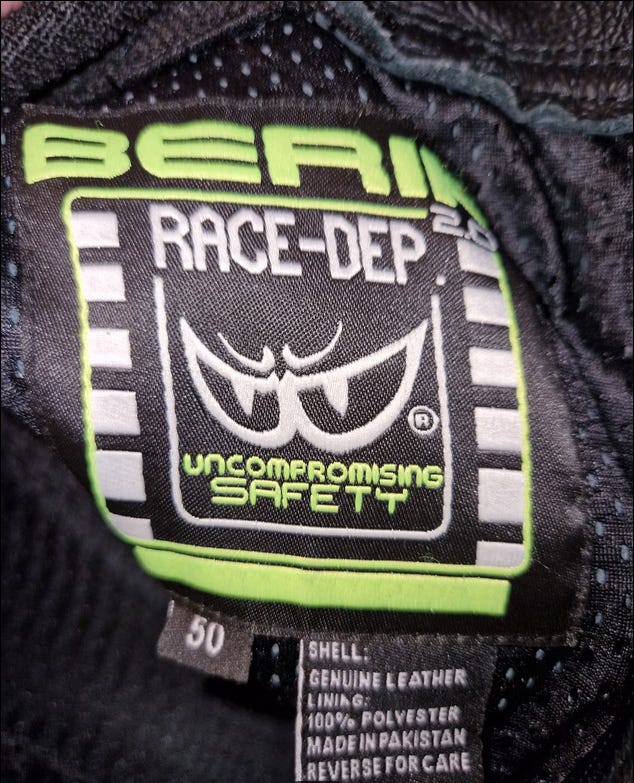 2.0
RACE-DEP.
®
UNCOMPROMISING
SAFETY
50
SHELL:
GENUINE LEATHER
LINING:
100% POLYESTER
MADE IN PAKISTAN
REVERSE FOR CARE